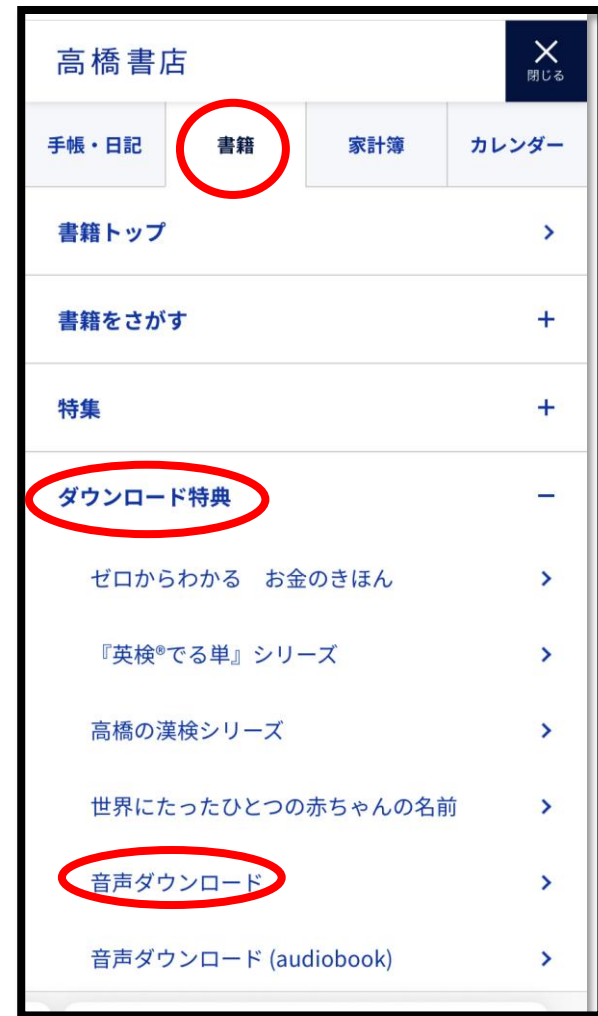 高橋書店
閉じる
手帳・日記 書籍 家計簿 カレンダー
書籍トップ
書籍をさがす
特集
ダウンロード特典
ゼロからわかる　お金のきほん
『英検®でる単』シリーズ
高橋の漢検シリーズ
世界にたったひとつの赤ちゃんの名前
音声ダウンロード
音声ダウンロード (audiobook)